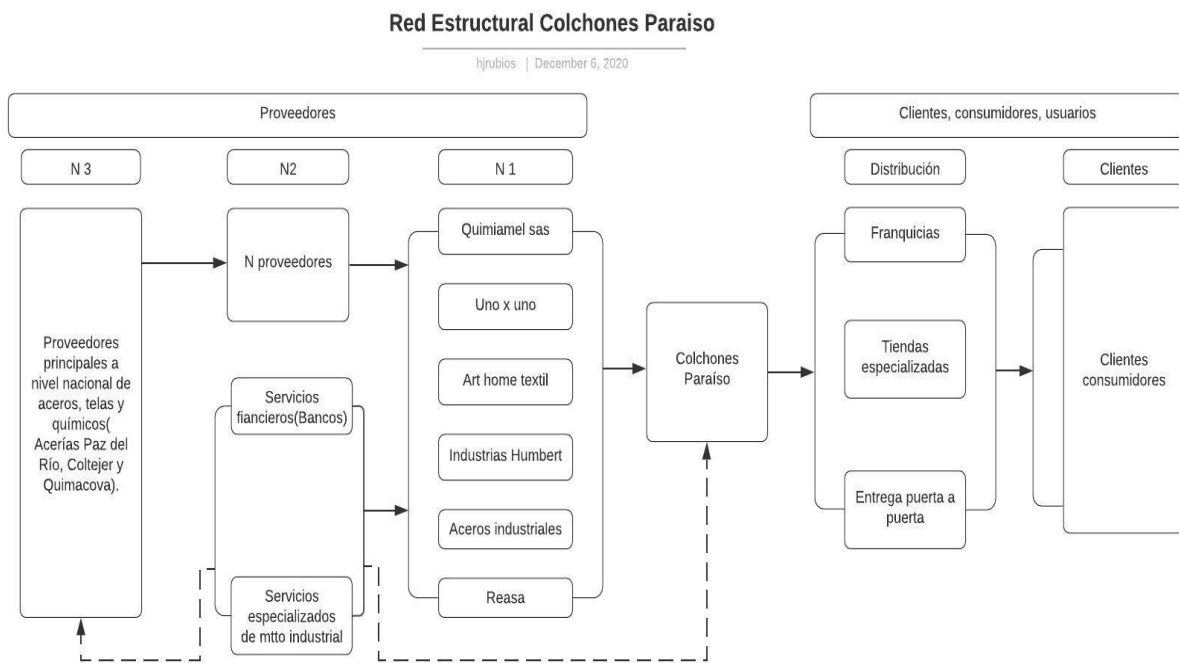 Red Estructural Colchones Paraiso
hjrubios | December 6, 2020
Proveedores
Clientes, consumidores, usuarios
N 3
N2
N 1
Distribución
Clientes
Proveedores
principales a
nivel nacional de
aceros, telas y
químicos(
Acerías Paz del
Río, Coltejer y
Quimacova).
N proveedores
Servicios
fiancieros(Bancos)
Servicios
especializados
de mtto industrial
Quimiamel sas
Uno x uno
Art home textil
Industrias Humbert
Aceros industriales
Reasa
Colchones
Paraíso
Franquicias
Tiendas
especializadas
Entrega puerta a
puerta
Clientes
consumidores